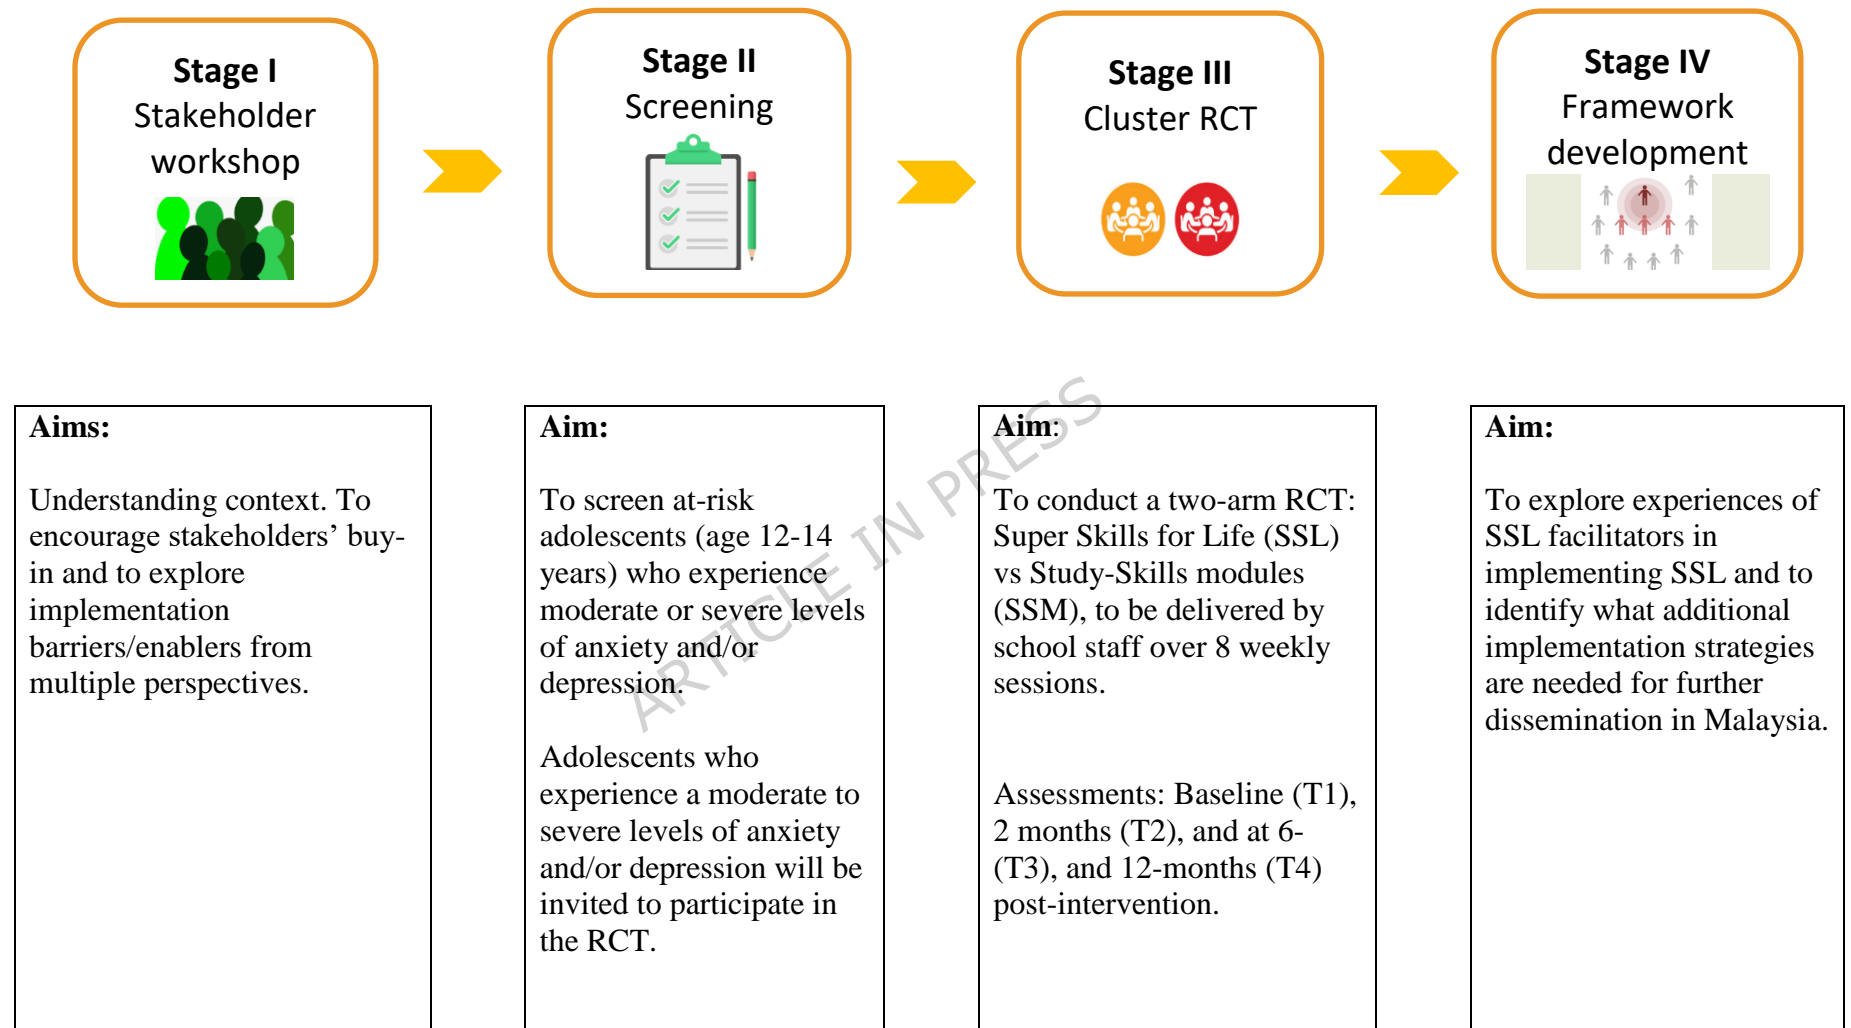 Stage I
Stakeholder
workshop
Stage II
Screening
Stage III
Cluster RCT
Stage IV
Framework
development
Aims:
Understanding context. To
encourage stakeholders’ buy-
in and to explore
implementation
barriers/enablers from
multiple perspectives.
Aim:
To screen at-risk
adolescents (age 12-14
years) who experience
moderate or severe levels
of anxiety and/or
depression.
Adolescents who
experience a moderate to
severe levels of anxiety
and/or depression will be
invited to participate in
the RCT.
Aim:
To conduct a two-arm RCT:
Super Skills for Life (SSL)
vs Study-Skills modules
(SSM), to be delivered by
school staff over 8 weekly
sessions.
Assessments: Baseline (T1),
2 months (T2), and at 6-
(T3), and 12-months (T4)
post-intervention.
Aim:
To explore experiences of
SSL facilitators in
implementing SSL and to
identify what additional
implementation strategies
are needed for further
dissemination in Malaysia.
ARTICLE IN PRESS